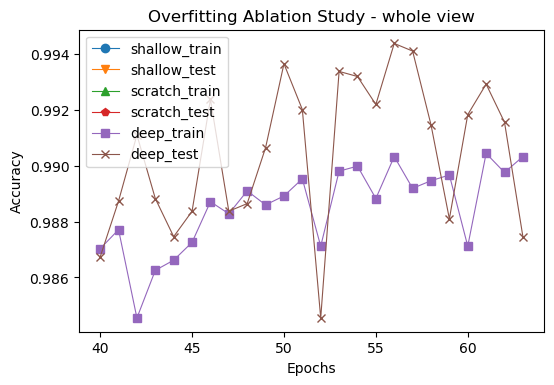 Overfitting Ablation Study - whole view
shallow_train
shallow_test
scratch_train
scratch_test
deep_train
deep_test
0.994
0.992
0.990
0.988
0.986
Accuracy
40 45 50 55 60
Epochs